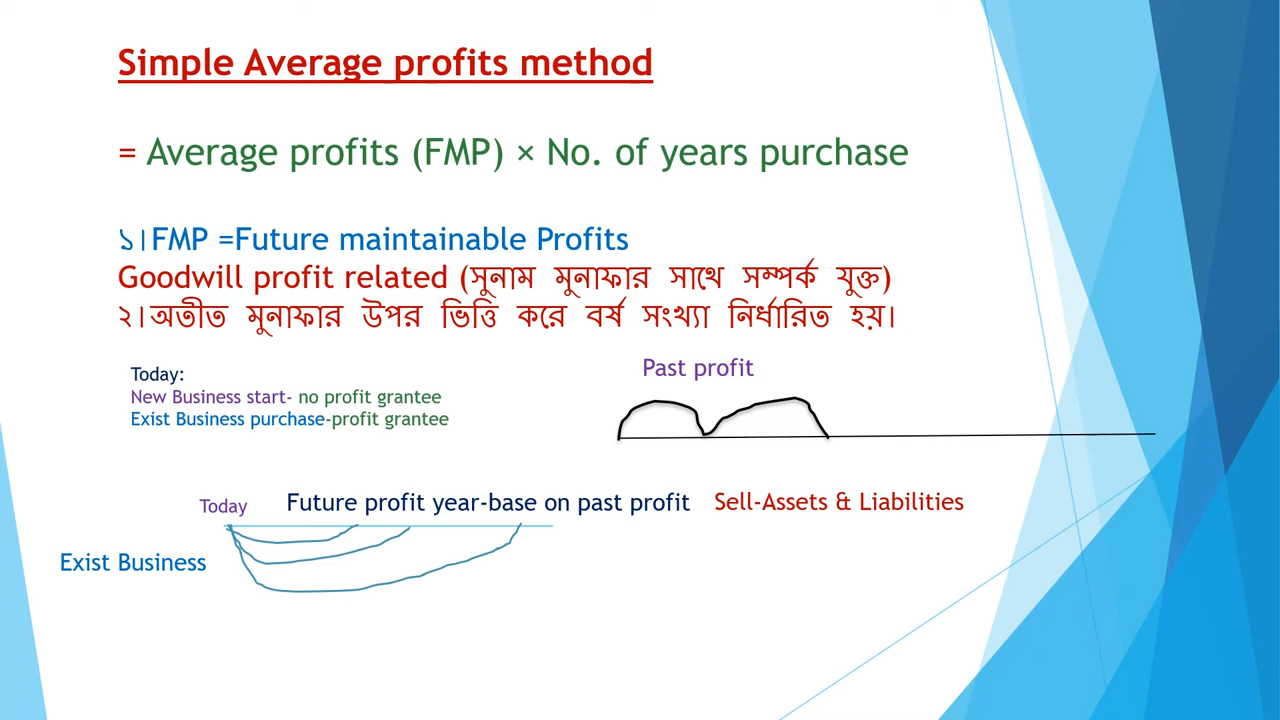 Simple Average profits method
= Average profits (FMP) × No. of years purchase
১। FMP =Future maintainable Profits
Goodwill profit related (সুনাম মুনাফার সাথে সম্পর্ক যুক্ত)
২। অতীত মুনাফার উপর ভিত্তি করে বর্ষ সংখ্যা নির্ধারিত হয়।
Today:
New Business start- no profit grantee
Exist Business purchase-profit grantee
Past profit
Today Future profit year-base on past profit Sell-Assets & Liabilities
Exist Business